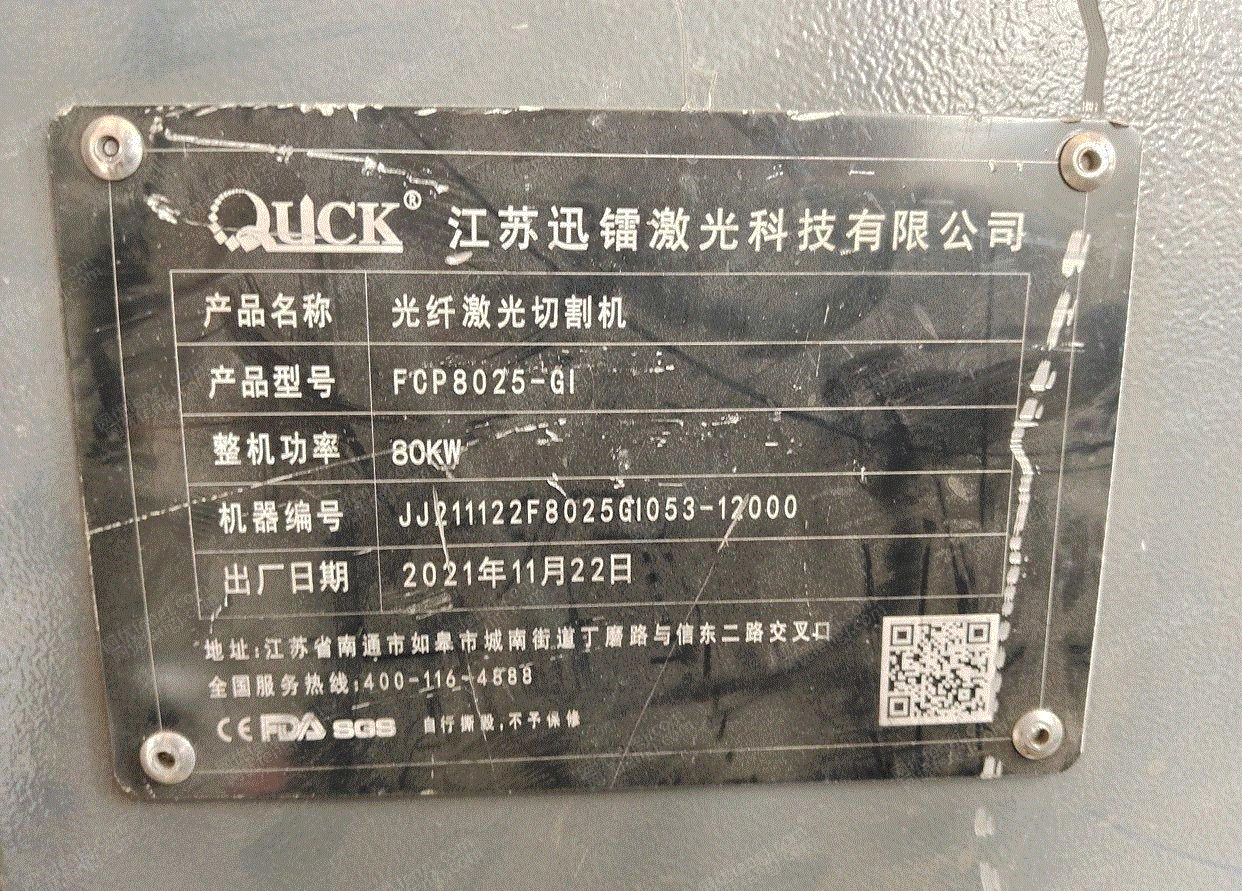 QUICK® 江苏迅镭激光科技有限公司
产品名称 光纤激光切割机
产品型号 FCP8025-GI
整机功率 80KW
机器编号 JJ211122F8025GI053-12000
出厂日期 2021年11月22日
地址:江苏省南通市如皋市城南街道丁磨路与信东二路交叉口
全国服务热线:400-116-4888
CE FDA SGS 自行撕毁,不予保修